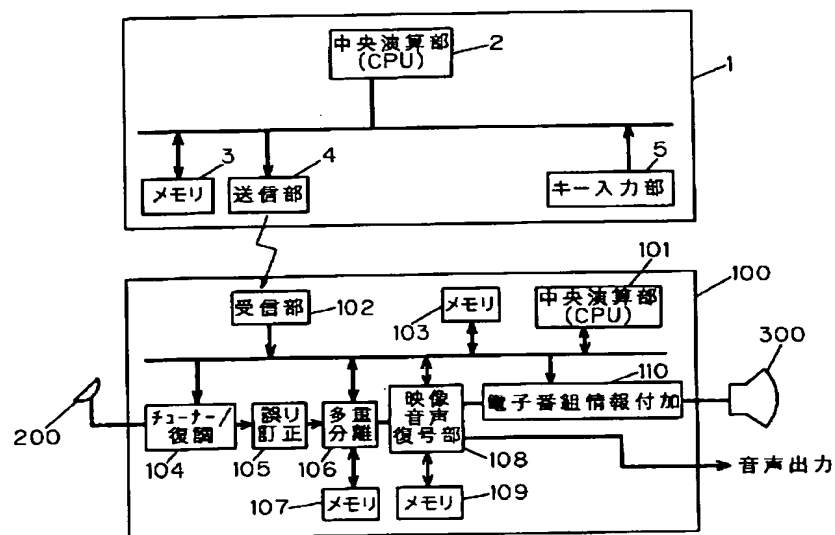 中央演算部
(CPU)
2
1
3
4
5
メモリ
送信部
キー入力部
101
100
受信部
102
103
メモリ
中央演算部
(CPU)
300
110
200
チューナー/
復調
104
誤り
訂正
105
多重
分離
106
映像
音声
復号部
108
電子番組情報付加
音声出力
107
メモリ
メモリ
109